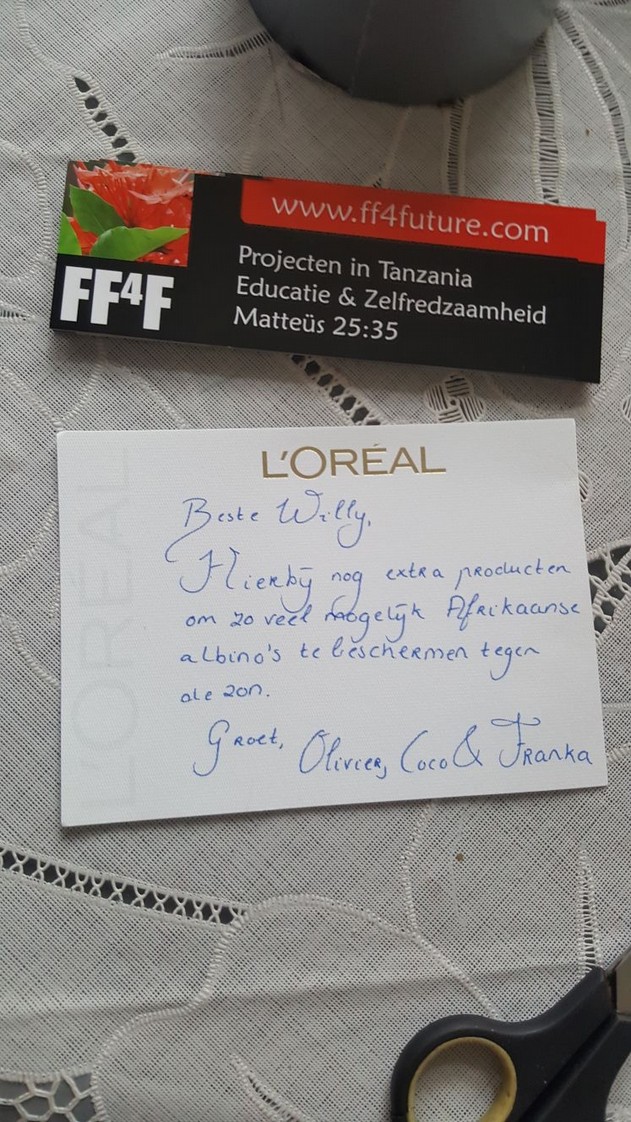 www.ff4future.com
Projecten in Tanzania
Educatie & Zelfredzaamheid
Matteüs 25:35
FF4F
L'ORÉAL
L'ORÉAL
Beste Willy,
Hierbij nog extra producten
om zo veel mogelijk Afrikaanse
albino's te beschermen tegen
de zon.
Groet, Olivier, Coco & Franka